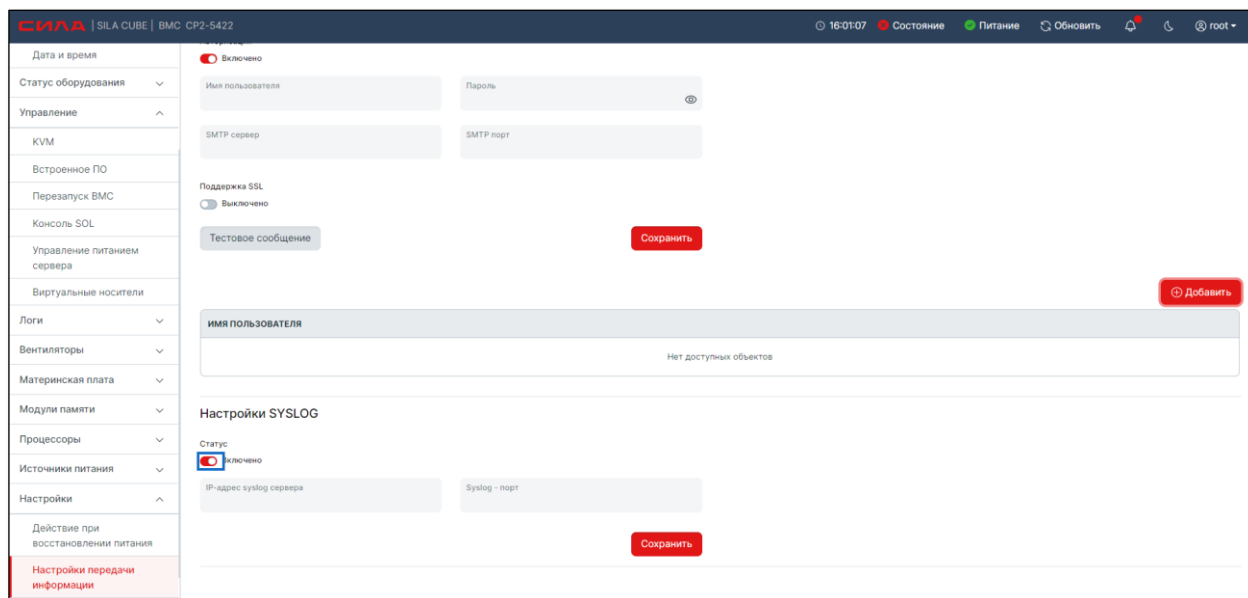 СИЛА | SILA CUBE | BMC CP2-5422
16:01:07 Состояние Питание Обновить root
Дата и время
Статус оборудования
Управление
KVM
Встроенное ПО
Перезапуск BMC
Консоль SOL
Управление питанием
сервера
Виртуальные носители
Логи
Вентиляторы
Материнская плата
Модули памяти
Процессоры
Источники питания
Настройки
Действие при
восстановлении питания
Настройки передачи
информации
Включено
Имя пользователя
Пароль
SMTP сервер
SMTP порт
Поддержка SSL
Выключено
Тестовое сообщение
Сохранить
Добавить
ИМЯ ПОЛЬЗОВАТЕЛЯ
Нет доступных объектов
Настройки SYSLOG
Статус
Включено
IP-адрес syslog сервера
Syslog - порт
Сохранить